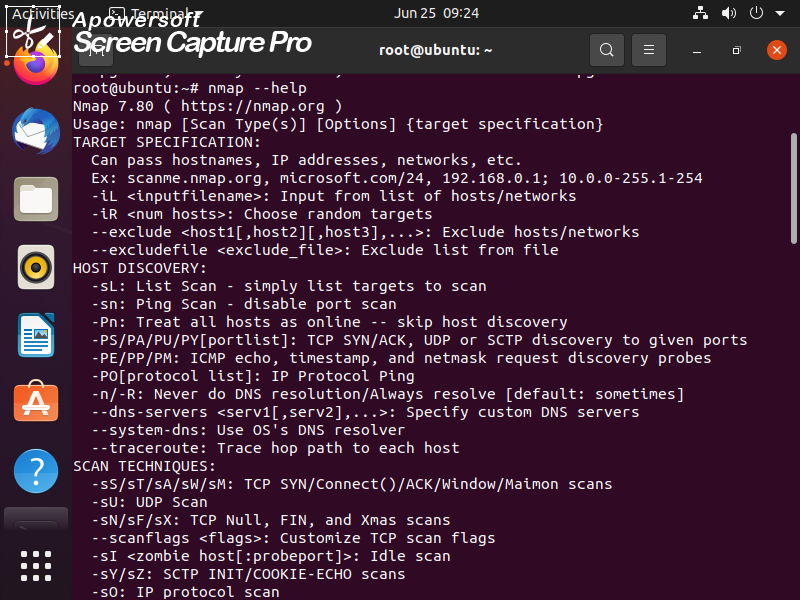 Activities
Terminal
Jun 25 09:24
Apowersoft
Screen Capture Pro
root@ubuntu: ~
root@ubuntu:~# nmap --help
Nmap 7.80 ( https://nmap.org )
Usage: nmap [Scan Type(s)] [Options] {target specification}
TARGET SPECIFICATION:
  Can pass hostnames, IP addresses, networks, etc.
  Ex: scanme.nmap.org, microsoft.com/24, 192.168.0.1; 10.0.0-255.1-254
  -iL <inputfilename>: Input from list of hosts/networks
  -iR <num hosts>: Choose random targets
  --exclude <host1[,host2][,host3],...>: Exclude hosts/networks
  --excludefile <exclude_file>: Exclude list from file
HOST DISCOVERY:
  -sL: List Scan - simply list targets to scan
  -sn: Ping Scan - disable port scan
  -Pn: Treat all hosts as online -- skip host discovery
  -PS/PA/PU/PY[portlist]: TCP SYN/ACK, UDP or SCTP discovery to given ports
  -PE/PP/PM: ICMP echo, timestamp, and netmask request discovery probes
  -PO[protocol list]: IP Protocol Ping
  -n/-R: Never do DNS resolution/Always resolve [default: sometimes]
  --dns-servers <serv1[,serv2],...>: Specify custom DNS servers
  --system-dns: Use OS's DNS resolver
  --traceroute: Trace hop path to each host
SCAN TECHNIQUES:
  -sS/sT/sA/sW/sM: TCP SYN/Connect()/ACK/Window/Maimon scans
  -sU: UDP Scan
  -sN/sF/sX: TCP Null, FIN, and Xmas scans
  --scanflags <flags>: Customize TCP scan flags
  -sI <zombie host[:probeport]>: Idle scan
  -sY/sZ: SCTP INIT/COOKIE-ECHO scans
  -sO: IP protocol scan